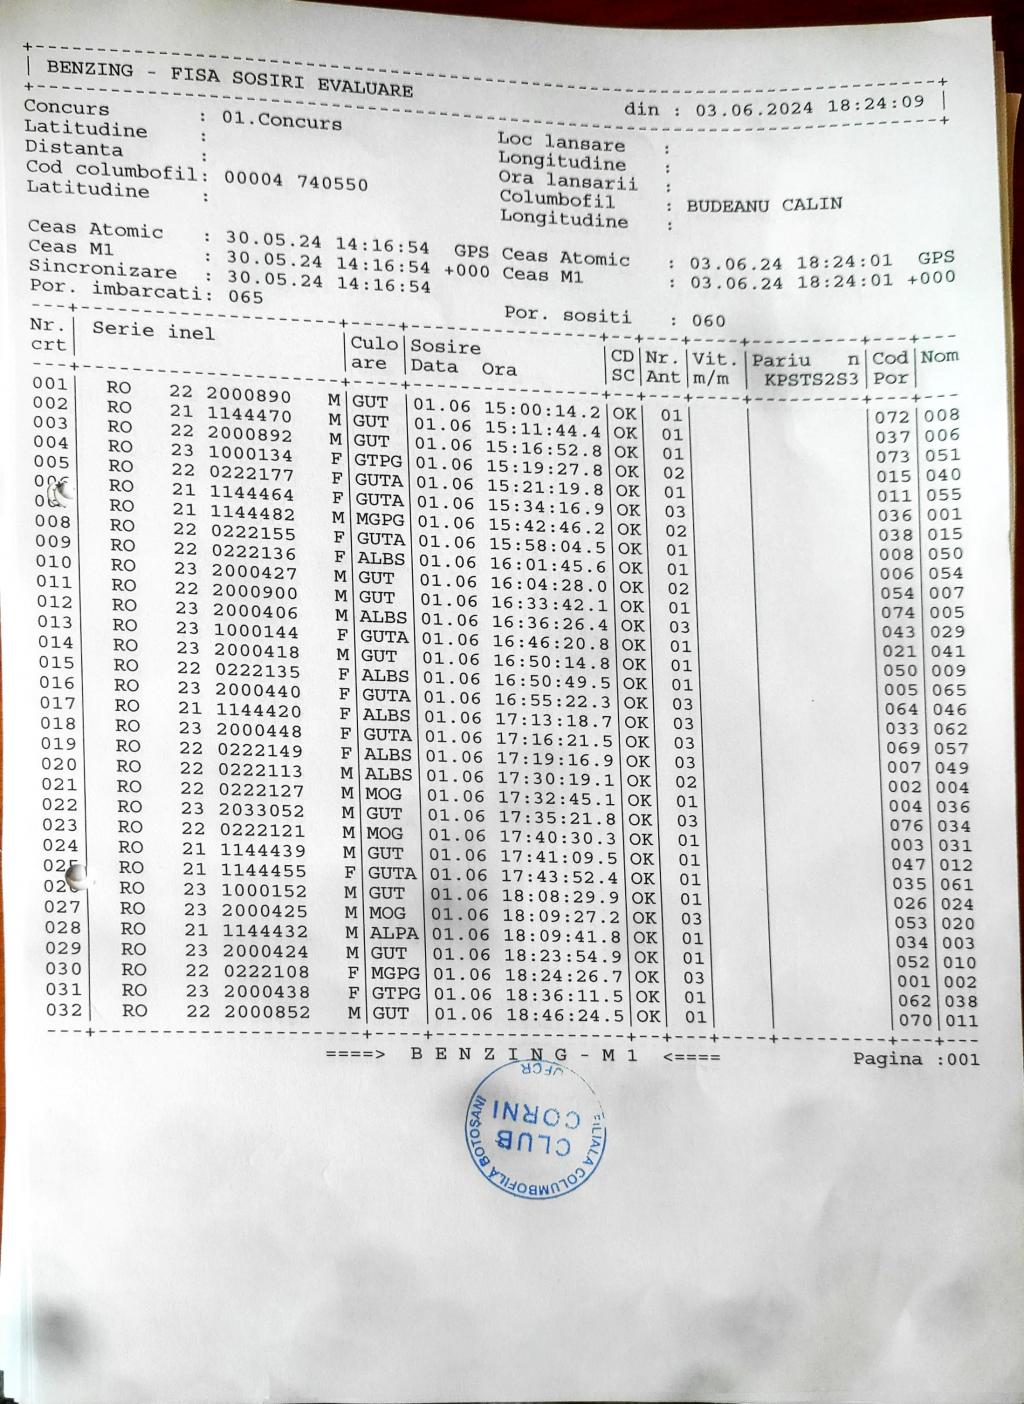 BENZING - FISA SOSIRI EVALUARE din : 03.06.2024 18:24:09
Concurs : 01.Concurs Loc lansare :
Latitudine : Longitudine :
Distanta : Ora lansarii :
Cod columbofil: 00004 740550 Columbofil : BUDEANU CALIN
Latitudine : Longitudine :
Ceas Atomic : 30.05.24 14:16:54 GPS Ceas Atomic : 03.06.24 18:24:01 GPS
Ceas M1 : 30.05.24 14:16:54 +000 Ceas M1 : 03.06.24 18:24:01 +000
Sincronizare : 30.05.24 14:16:54
Por. imbarcati: 065 Por. sositi : 060
Nr. Serie inel Culo Sosire CD Nr. Vit. Pariu n Cod Nom
crt are Data Ora SC Ant m/m KPSTS2S3 Por
001 RO 22 2000890 M GUT 01.06 15:00:14.2 OK 01 072 008
002 RO 21 1144470 M GUT 01.06 15:11:44.4 OK 01 037 006
003 RO 22 2000892 M GUT 01.06 15:16:52.8 OK 01 073 051
004 RO 23 1000134 F GTPG 01.06 15:19:27.8 OK 02 015 040
005 RO 22 0222177 F GUTA 01.06 15:21:19.8 OK 01 011 055
RO 21 1144464 F GUTA 01.06 15:34:16.9 OK 03 036 001
RO 21 1144482 M MGPG 01.06 15:42:46.2 OK 02 038 015
008 RO 22 0222155 F GUTA 01.06 15:58:04.5 OK 01 008 050
009 RO 22 0222136 F ALBS 01.06 16:01:45.6 OK 01 006 054
010 RO 23 2000427 M GUT 01.06 16:04:28.0 OK 02 054 007
011 RO 22 2000900 M GUT 01.06 16:33:42.1 OK 01 074 005
012 RO 23 2000406 M ALBS 01.06 16:36:26.4 OK 03 043 029
013 RO 23 1000144 F GUTA 01.06 16:46:20.8 OK 01 021 041
014 RO 23 2000418 M GUT 01.06 16:50:14.8 OK 01 050 009
015 RO 22 0222135 F ALBS 01.06 16:50:49.5 OK 01 005 065
016 RO 23 2000440 F GUTA 01.06 16:55:22.3 OK 03 064 046
017 RO 21 1144420 F ALBS 01.06 17:13:18.7 OK 03 033 062
018 RO 23 2000448 F GUTA 01.06 17:16:21.5 OK 03 069 057
019 RO 22 0222149 F ALBS 01.06 17:19:16.9 OK 03 007 049
020 RO 22 0222113 M ALBS 01.06 17:30:19.1 OK 02 002 004
021 RO 22 0222127 M MOG 01.06 17:32:45.1 OK 01 004 036
022 RO 23 2033052 M GUT 01.06 17:35:21.8 OK 03 076 034
023 RO 22 0222121 M MOG 01.06 17:40:30.3 OK 01 003 031
024 RO 21 1144439 M GUT 01.06 17:41:09.5 OK 01 047 012
025 RO 21 1144455 F GUTA 01.06 17:43:52.4 OK 01 035 061
026 RO 23 1000152 M GUT 01.06 18:08:29.9 OK 01 026 024
027 RO 23 2000425 M MOG 01.06 18:09:27.2 OK 03 053 020
028 RO 21 1144432 M ALPA 01.06 18:09:41.8 OK 01 034 003
029 RO 23 2000424 M GUT 01.06 18:23:54.9 OK 01 052 010
030 RO 22 0222108 F MGPG 01.06 18:24:26.7 OK 03 001 002
031 RO 23 2000438 F GTPG 01.06 18:36:11.5 OK 01 062 038
032 RO 22 2000852 M GUT 01.06 18:46:24.5 OK 01 070 011
====> B E N Z I N G - M 1 <==== Pagina :001
UFCR
FILIALA COLUMBOFILĂ BOTOȘANI
CLUB
CORNI